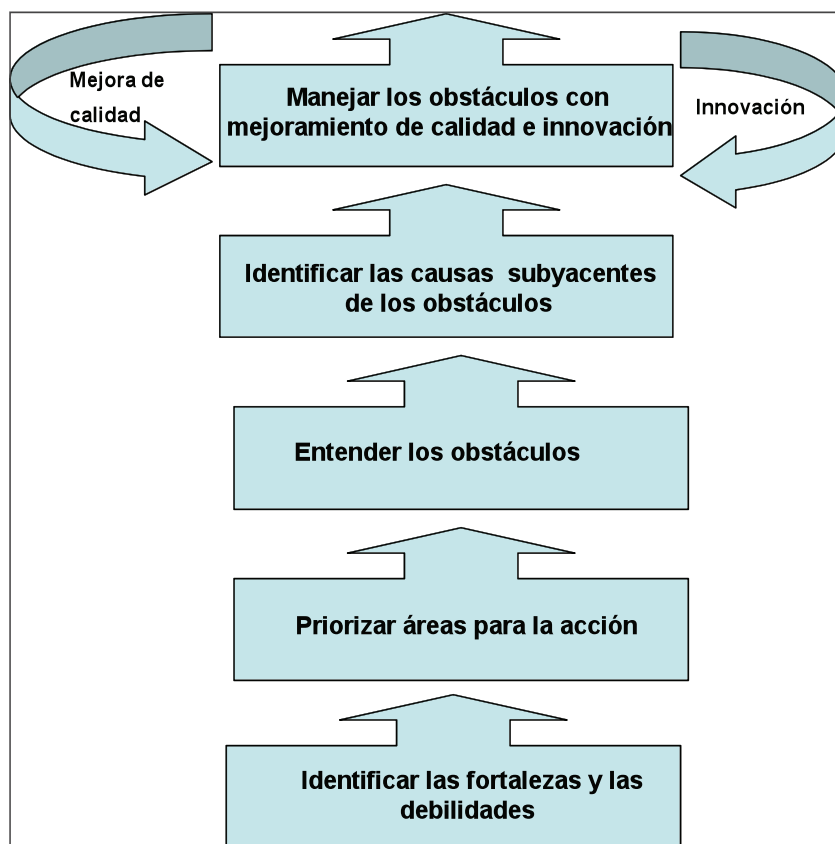 Mejora de
calidad
Manejar los obstáculos con
mejoramiento de calidad e innovación
Innovación
Identificar las causas subyacentes
de los obstáculos
Entender los obstáculos
Priorizar áreas para la acción
Identificar las fortalezas y las
debilidades